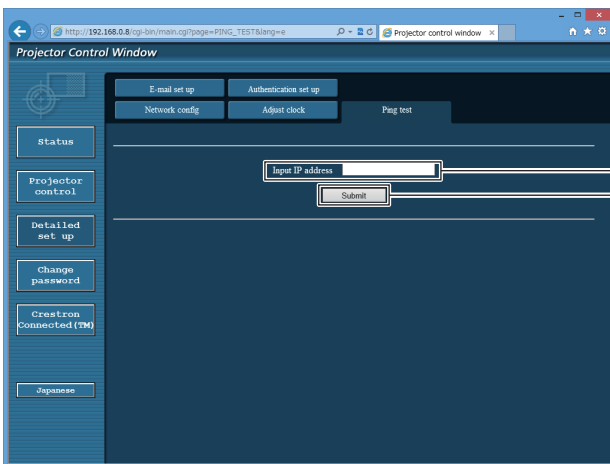 http://192.168.0.8/cgi-bin/main.cgi?page=PING_TEST&lang=e
Projector control window
Projector Control Window
E-mail set up
Authentication set up
Network config
Adjust clock
Ping test
Status
Input IP address
Submit
Projector
control
Detailed
set up
Change
password
Crestron
Connected(TM)
Japanese